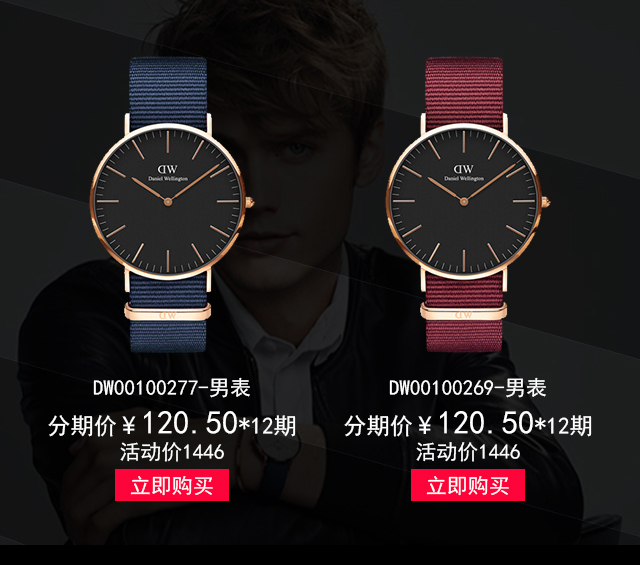 DW
Daniel Wellington
DW
DW00100277-男表
分期价¥120.50*12期
活动价1446
立即购买
DW
Daniel Wellington
DW
DW00100269-男表
分期价¥120.50*12期
活动价1446
立即购买